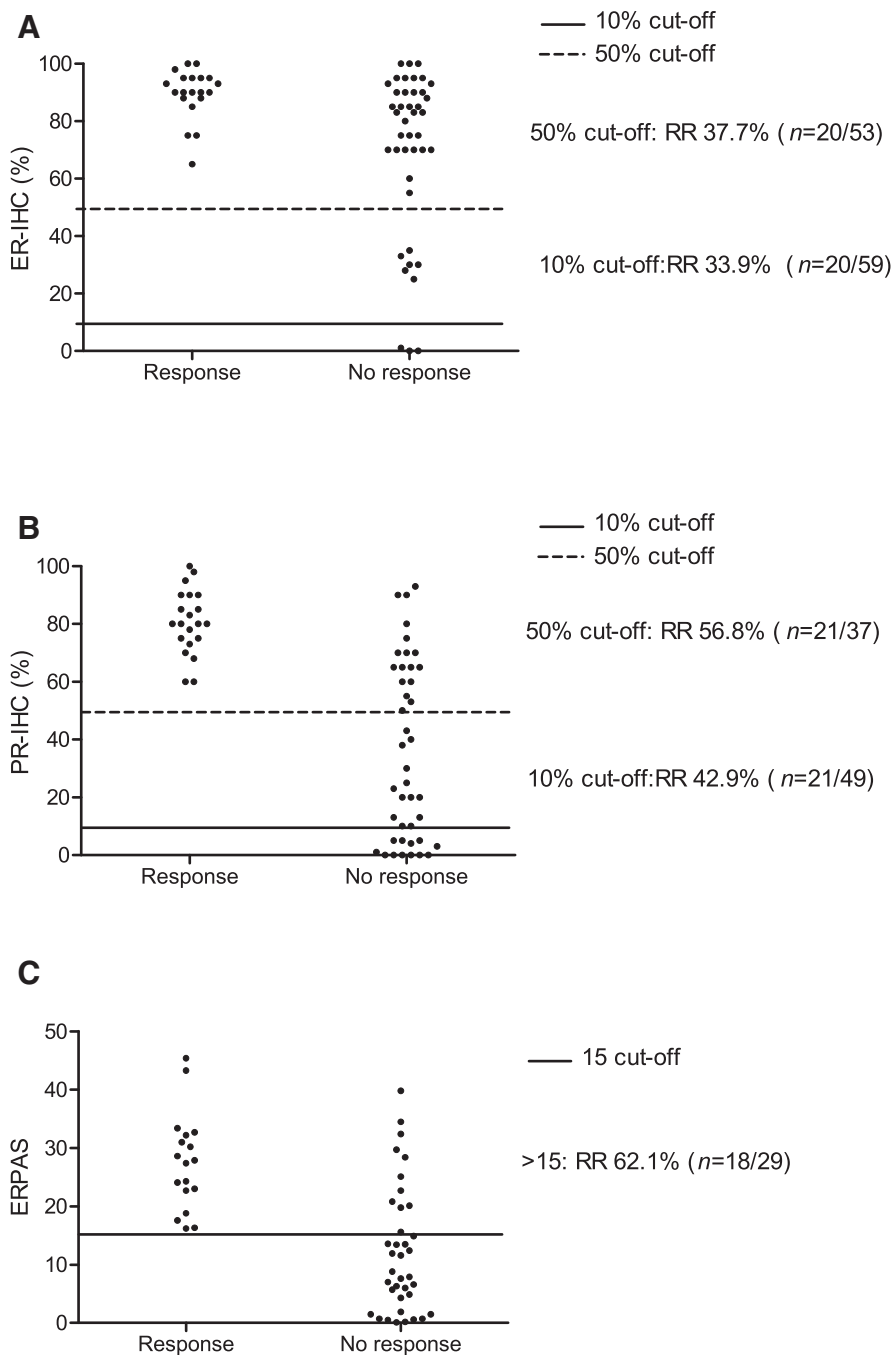 A
10% cut-off
50% cut-off
100
80
60
40
20
0
ER-IHC (%)
50% cut-off: RR 37.7% ( n=20/53)
10% cut-off:RR 33.9% ( n=20/59)
Response No response
B
10% cut-off
50% cut-off
100
80
60
40
20
0
PR-IHC (%)
50% cut-off: RR 56.8% ( n=21/37)
10% cut-off:RR 42.9% ( n=21/49)
Response No response
C
50
40
30
20
10
0
ERPAS
15 cut-off
>15: RR 62.1% ( n=18/29)
Response No response